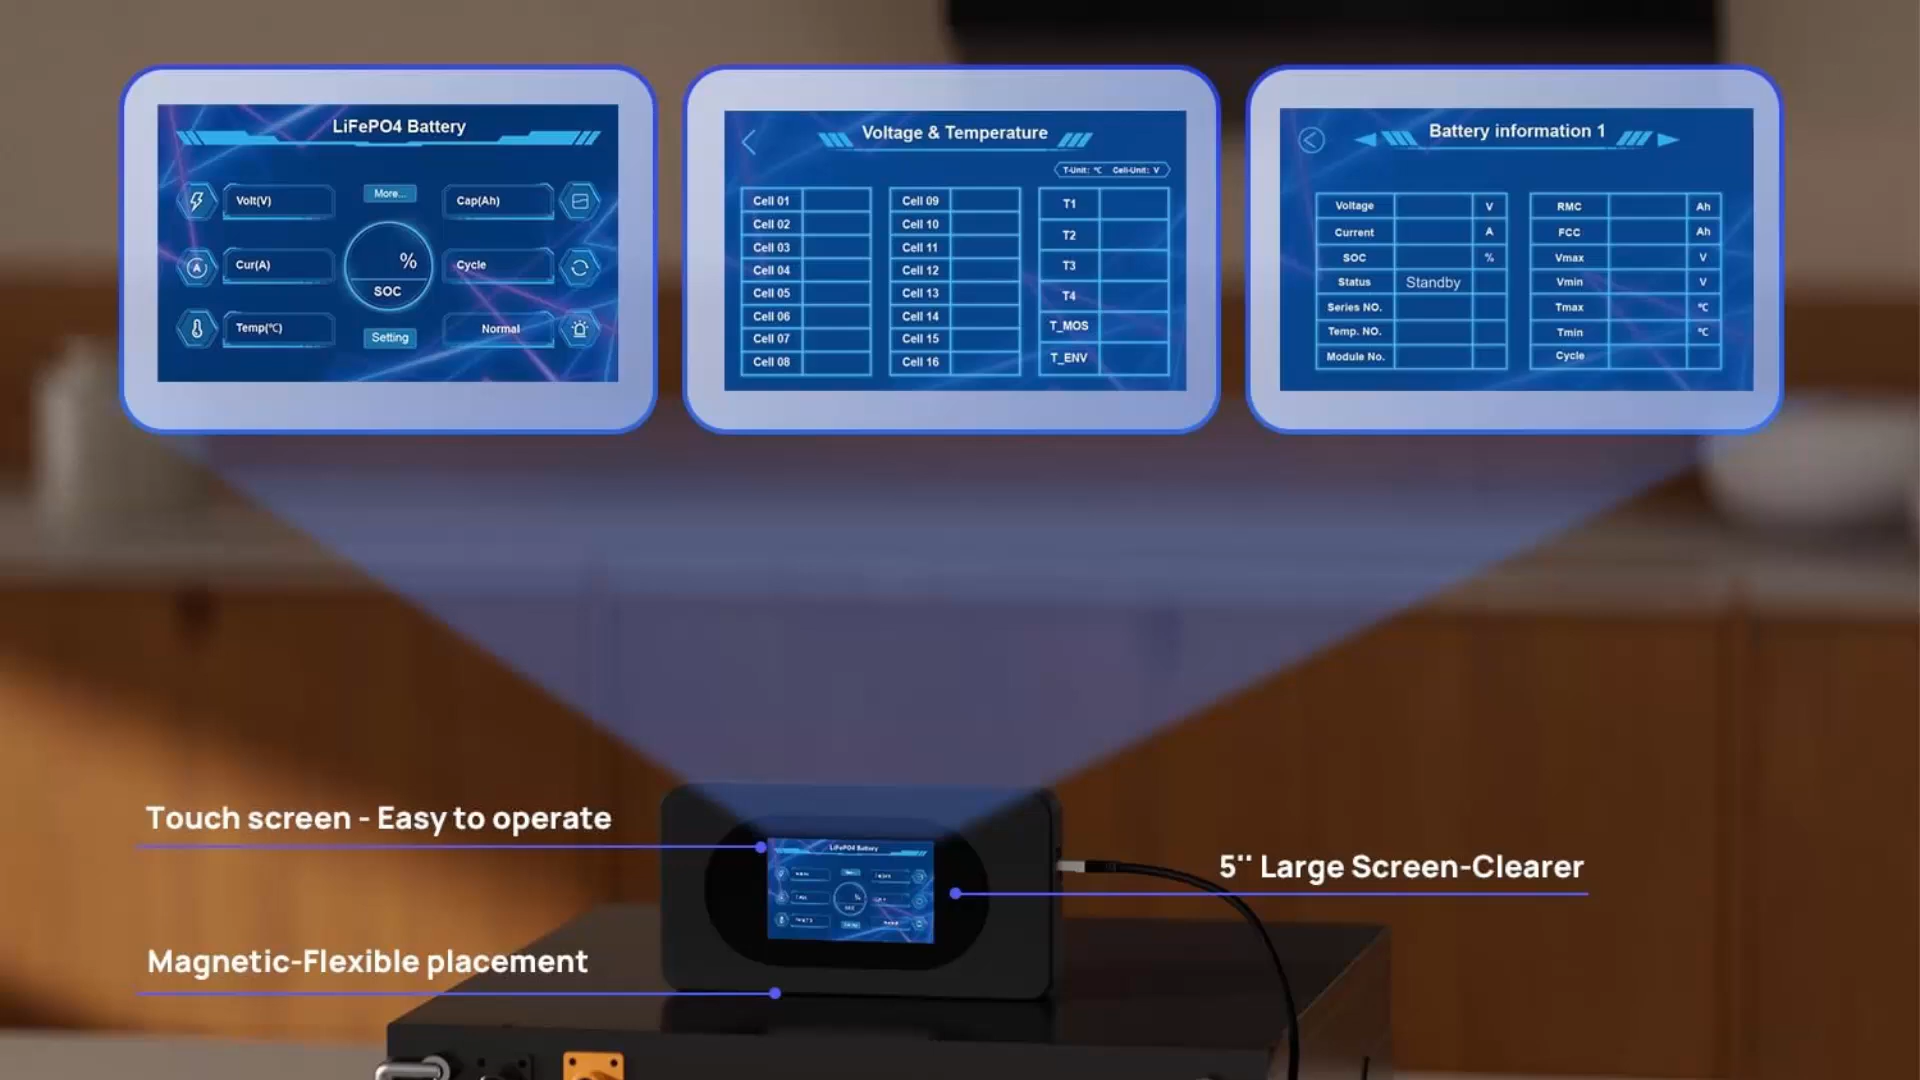 LiFePO4 Battery
Volt(V)
More...
Cap(Ah)
Cur(A)
%
SOC
Cycle
Temp(℃)
Setting
Normal
Voltage & Temperature
T-Unit: ℃ Cell-Unit: V
Cell 01
Cell 02
Cell 03
Cell 04
Cell 05
Cell 06
Cell 07
Cell 08
Cell 09
Cell 10
Cell 11
Cell 12
Cell 13
Cell 14
Cell 15
Cell 16
T1
T2
T3
T4
T_MOS
T_ENV
Battery information 1
Voltage V
Current A
SOC %
Status Standby
Series NO.
Temp. NO.
Module No.
RMC Ah
FCC Ah
Vmax V
Vmin V
Tmax ℃
Tmin ℃
Cycle
Touch screen - Easy to operate
LiFePO4 Battery
5'' Large Screen-Clearer
Magnetic-Flexible placement